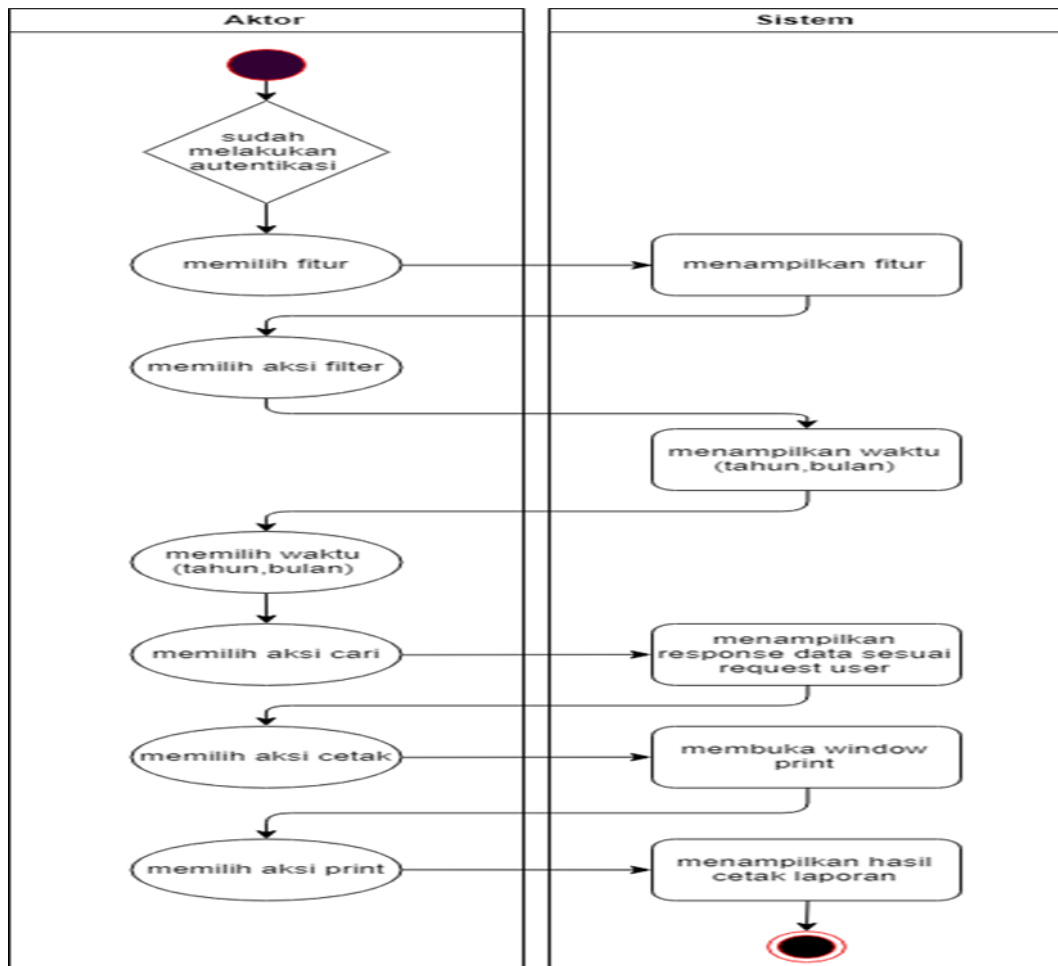 Aktor
Sistem
sudah
melakukan
autentikasi
memilih fitur
menampilkan fitur
memilih aksi filter
menampilkan waktu
(tahun,bulan)
memilih waktu
(tahun,bulan)
memilih aksi cari
menampilkan
response data sesuai
request user
memilih aksi cetak
membuka window
print
memilih aksi print
menampilkan hasil
cetak laporan